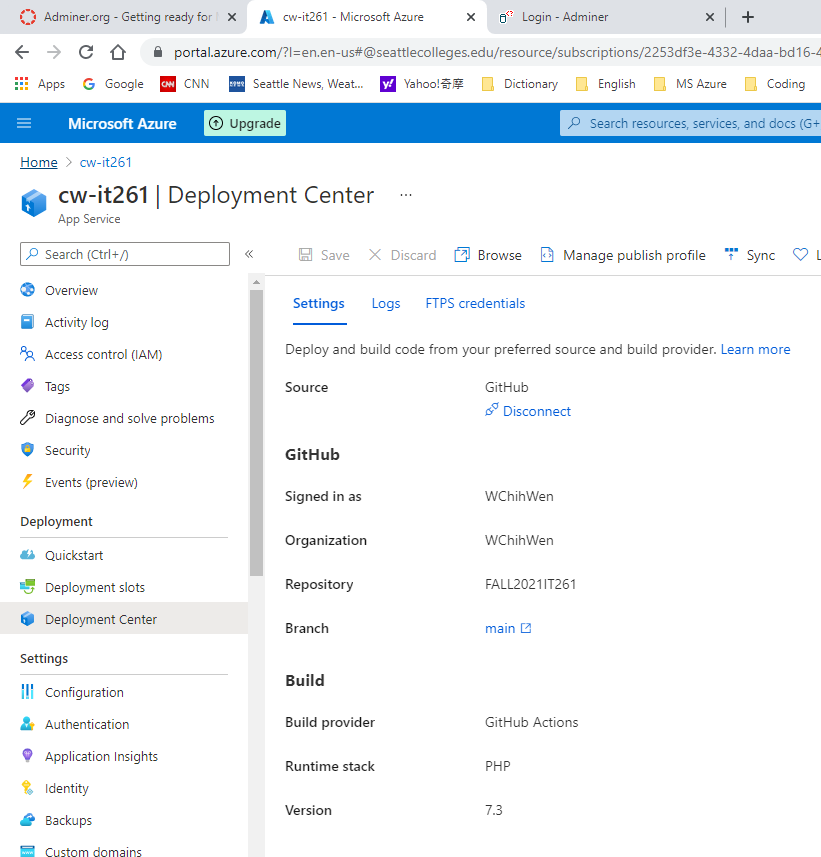 Adminer.org - Getting ready for
cw-it261 - Microsoft Azure
Login - Adminer
portal.azure.com/?l=en.en-us#@seattlecolleges.edu/resource/subscriptions/2253df3e-4332-4daa-bd16-4
Apps
Google
CNN
Seattle News, Weat...
Yahoo!奇摩
Dictionary
English
MS Azure
Coding
Microsoft Azure
Upgrade
Search resources, services, and docs (G+
Home > cw-it261
cw-it261 | Deployment Center ...
App Service
Search (Ctrl+/)
«
Save
Discard
Browse
Manage publish profile
Sync
Overview
Activity log
Access control (IAM)
Tags
Diagnose and solve problems
Security
Events (preview)
Deployment
Quickstart
Deployment slots
Deployment Center
Settings
Configuration
Authentication
Application Insights
Identity
Backups
Custom domains
Settings
Logs
FTPS credentials
Deploy and build code from your preferred source and build provider. Learn more
Source
GitHub
Disconnect
GitHub
Signed in as
WChihWen
Organization
WChihWen
Repository
FALL2021IT261
Branch
main
Build
Build provider
GitHub Actions
Runtime stack
PHP
Version
7.3